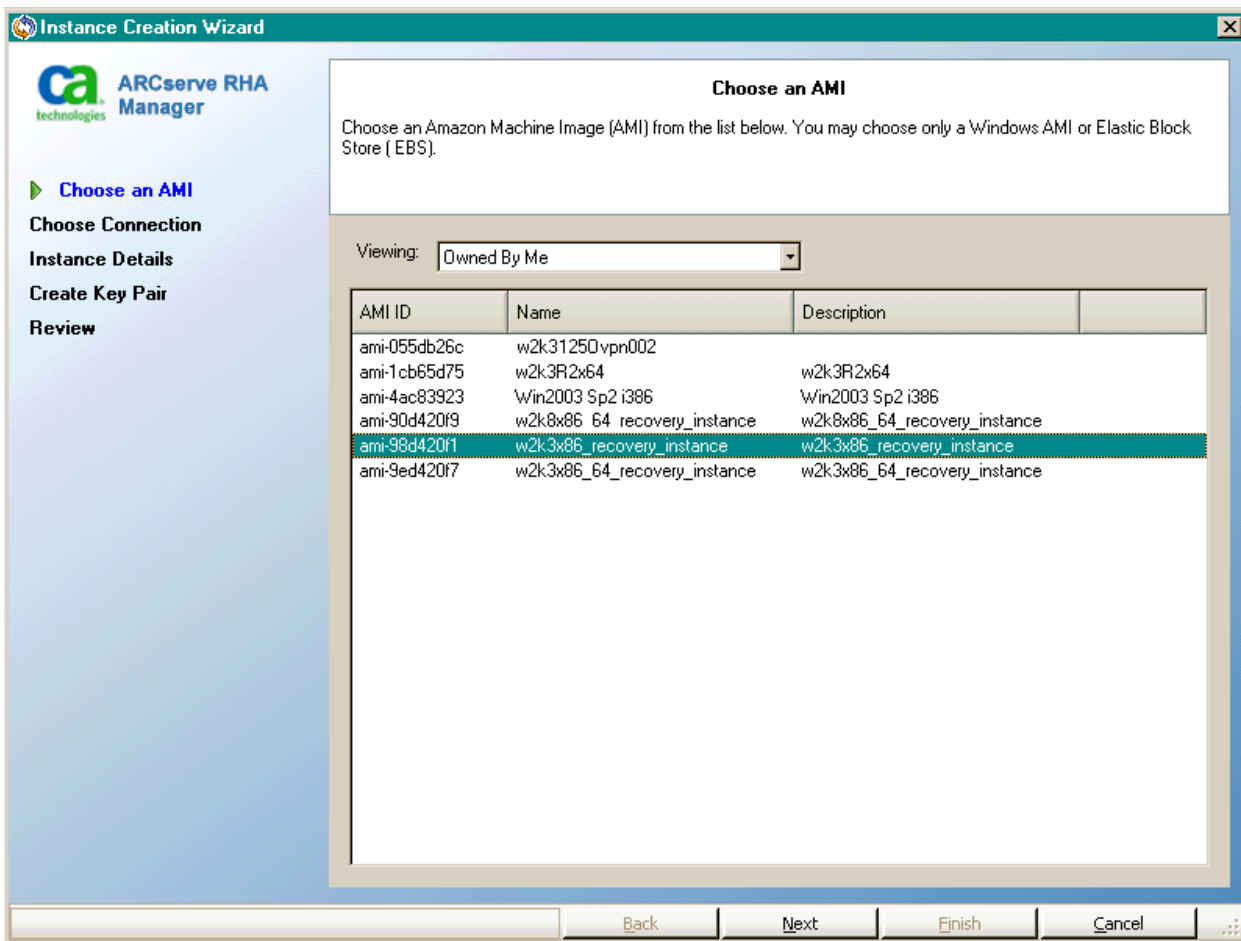 Instance Creation Wizard
ca
technologies
ARCserve RHA
Manager
Choose an AMI
Choose Connection
Instance Details
Create Key Pair
Review
Choose an AMI
Choose an Amazon Machine Image (AMI) from the list below. You may choose only a Windows AMI or Elastic Block
Store ( EBS).
Viewing: Owned By Me
AMI ID Name Description
ami-055db26c w2k31250vpn002
ami-1cb65d75 w2k3R2x64 w2k3R2x64
ami-4ac83923 Win2003 Sp2 i386 Win2003 Sp2 i386
ami-90d420f9 w2k8x86_64_recovery_instance w2k8x86_64_recovery_instance
ami-98d420f1 w2k3x86_recovery_instance w2k3x86_recovery_instance
ami-9ed420f7 w2k3x86_64_recovery_instance w2k3x86_64_recovery_instance
Back Next Finish Cancel